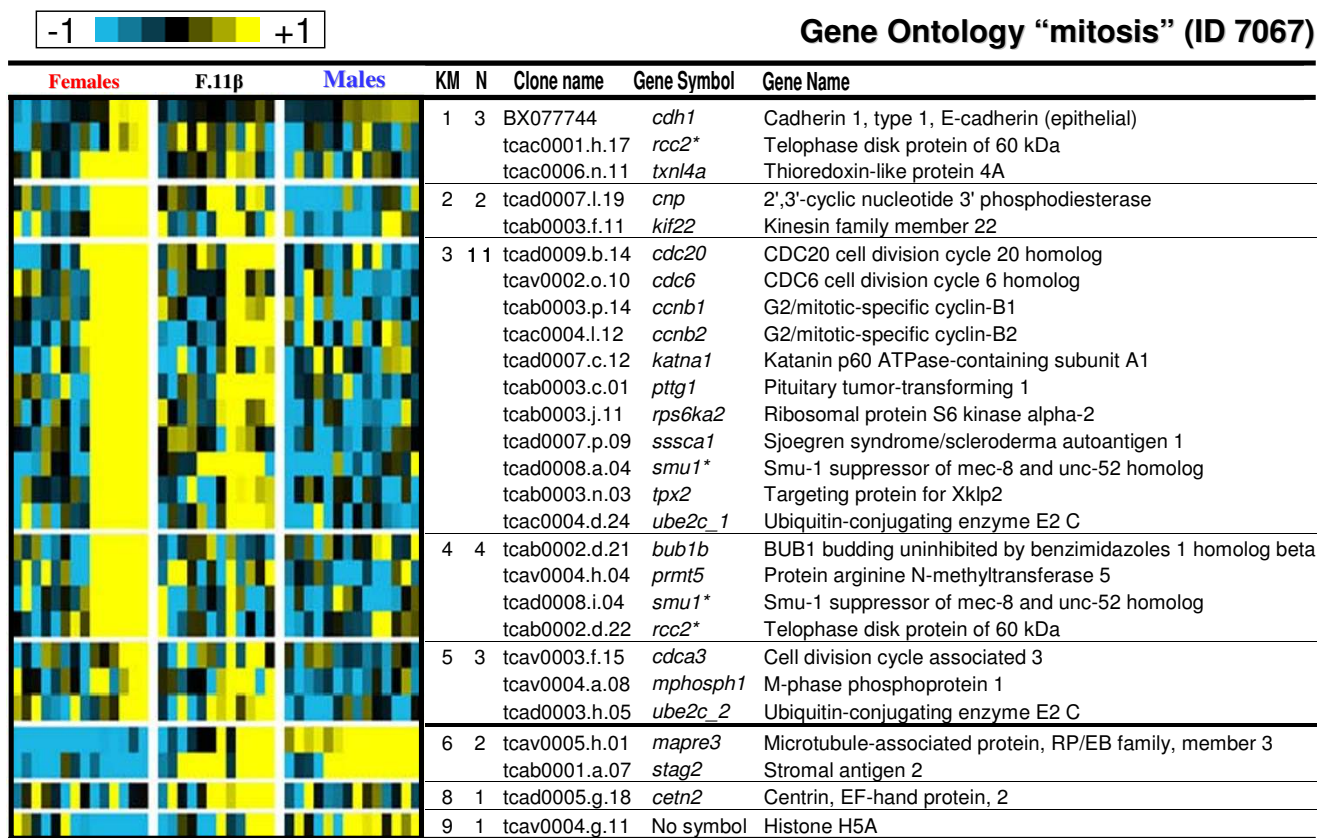 -1 +1 Gene Ontology “mitosis” (ID 7067)
Females F.11β Males KM N Clone name Gene Symbol Gene Name
1 3 BX077744 cdh1 Cadherin 1, type 1, E-cadherin (epithelial)
tcac0001.h.17 rcc2* Telophase disk protein of 60 kDa
tcac0006.n.11 txnl4a Thioredoxin-like protein 4A
2 2 tcad0007.l.19 cnp 2',3'-cyclic nucleotide 3' phosphodiesterase
tcab0003.f.11 kif22 Kinesin family member 22
3 11 tcad0009.b.14 cdc20 CDC20 cell division cycle 20 homolog
tcav0002.o.10 cdc6 CDC6 cell division cycle 6 homolog
tcab0003.p.14 ccnb1 G2/mitotic-specific cyclin-B1
tcac0004.l.12 ccnb2 G2/mitotic-specific cyclin-B2
tcad0007.c.12 katna1 Katanin p60 ATPase-containing subunit A1
tcab0003.c.01 pttg1 Pituitary tumor-transforming 1
tcab0003.j.11 rps6ka2 Ribosomal protein S6 kinase alpha-2
tcad0007.p.09 sssca1 Sjoegren syndrome/scleroderma autoantigen 1
tcad0008.a.04 smu1* Smu-1 suppressor of mec-8 and unc-52 homolog
tcab0003.n.03 tpx2 Targeting protein for Xklp2
tcac0004.d.24 ube2c_1 Ubiquitin-conjugating enzyme E2 C
4 4 tcab0002.d.21 bub1b BUB1 budding uninhibited by benzimidazoles 1 homolog beta
tcav0004.h.04 prmt5 Protein arginine N-methyltransferase 5
tcad0008.i.04 smu1* Smu-1 suppressor of mec-8 and unc-52 homolog
tcab0002.d.22 rcc2* Telophase disk protein of 60 kDa
5 3 tcav0003.f.15 cdca3 Cell division cycle associated 3
tcav0004.a.08 mphosph1 M-phase phosphoprotein 1
tcad0003.h.05 ube2c_2 Ubiquitin-conjugating enzyme E2 C
6 2 tcav0005.h.01 mapre3 Microtubule-associated protein, RP/EB family, member 3
tcab0001.a.07 stag2 Stromal antigen 2
8 1 tcad0005.g.18 cetn2 Centrin, EF-hand protein, 2
9 1 tcav0004.g.11 No symbol Histone H5A